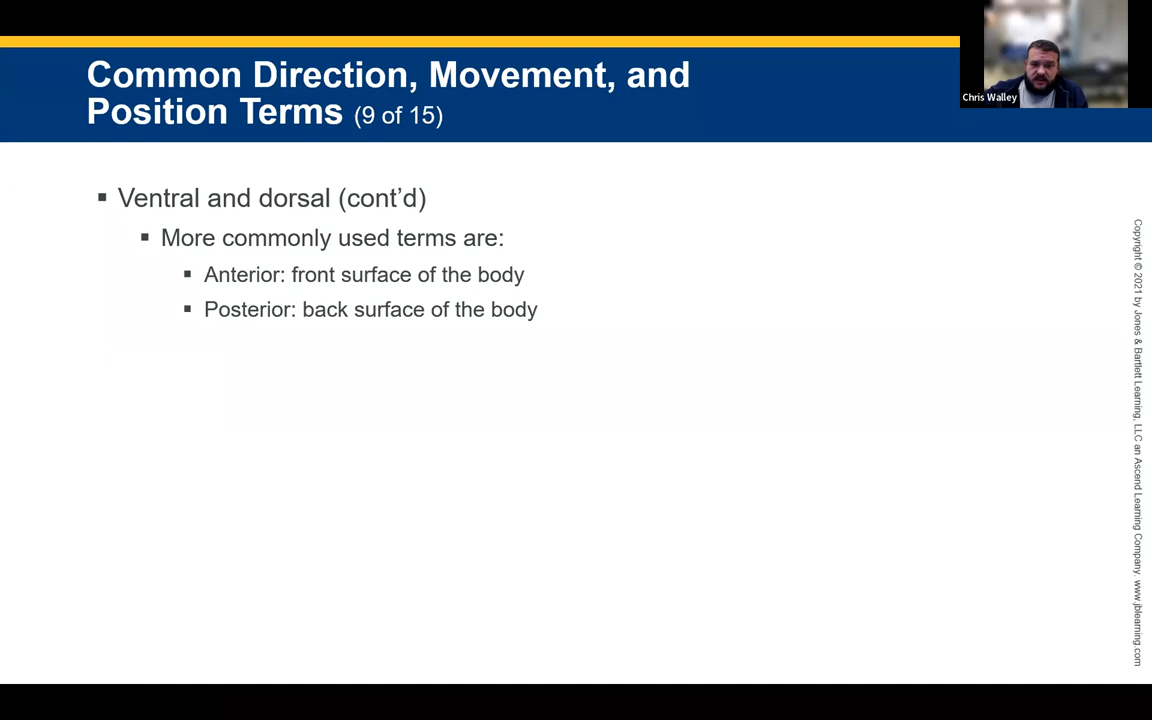 Common Direction, Movement, and
Position Terms (9 of 15)
Chris Walley
▪ Ventral and dorsal (cont’d)
▪ More commonly used terms are:
▪ Anterior: front surface of the body
▪ Posterior: back surface of the body
Copyright © 2021 by Jones & Bartlett Learning, LLC an Ascend Learning Company. www.jblearning.com